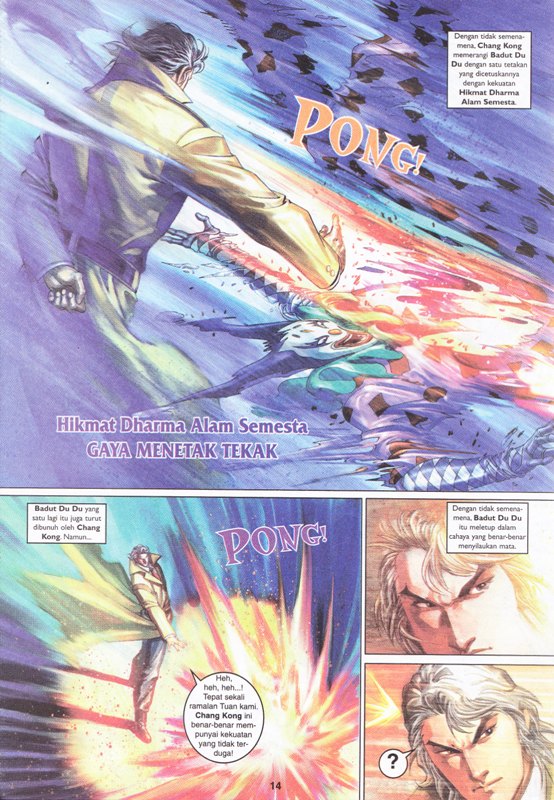 Dengan tidak semena-
mena, Chang Kong
memerangi Badut Du
Du dengan satu tetakan
yang dicetuskannya
dengan kekuatan
Hikmat Dharma
Alam Semesta.
PONG!
Hikmat Dharma Alam Semesta
GAYA MENETAK TEKAK
Badut Du Du yang
satu lagi itu juga turut
dibunuh oleh Chang
Kong. Namun...
PONG!
Heh,
heh, heh...!
Tepat sekali
ramalan Tuan kami.
Chang Kong ini
benar-benar mem-
punyai kekuatan
yang tidak ter-
duga!
Dengan tidak semena-
mena, Badut Du Du
itu meletup dalam
cahaya yang benar-benar
menyilaukan mata.
?
14